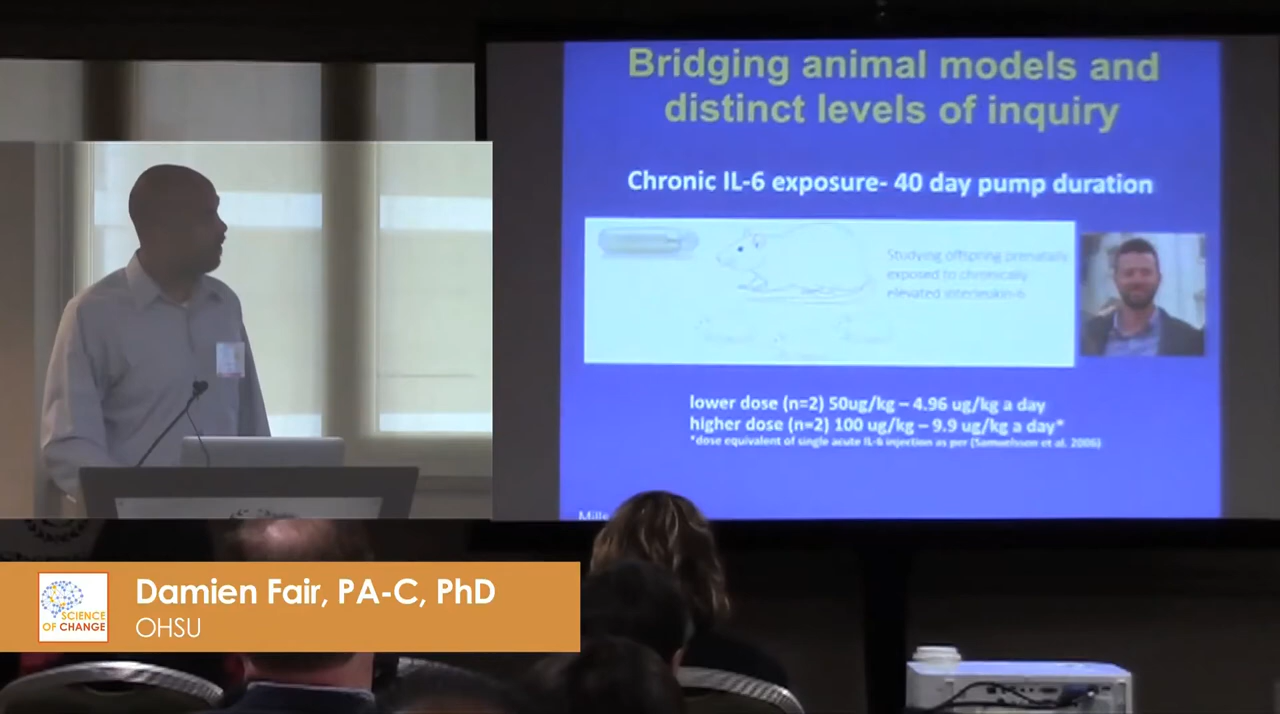 Bridging animal models and
distinct levels of inquiry
Chronic IL-6 exposure- 40 day pump duration
Studying offspring prenatally
exposed to chronically
elevated interleukin-6
lower dose (n=2) 50ug/kg – 4.96 ug/kg a day
higher dose (n=2) 100 ug/kg – 9.9 ug/kg a day*
*dose equivalent of single acute IL-6 injection as per (Samuelsson et al. 2006)
SCIENCE
OF CHANGE
Damien Fair, PA-C, PhD
OHSU